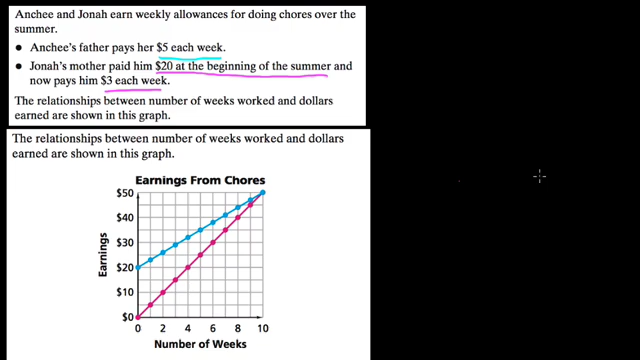 Anchee and Jonah earn weekly allowances for doing chores over the
summer.
● Anchee's father pays her $5 each week.
● Jonah's mother paid him $20 at the beginning of the summer and
now pays him $3 each week.
The relationships between number of weeks worked and dollars
earned are shown in this graph.
The relationships between number of weeks worked and dollars
earned are shown in this graph.
Earnings From Chores
$50
$40
$30
$20
$10
$0
Earnings
0 2 4 6 8 10
Number of Weeks